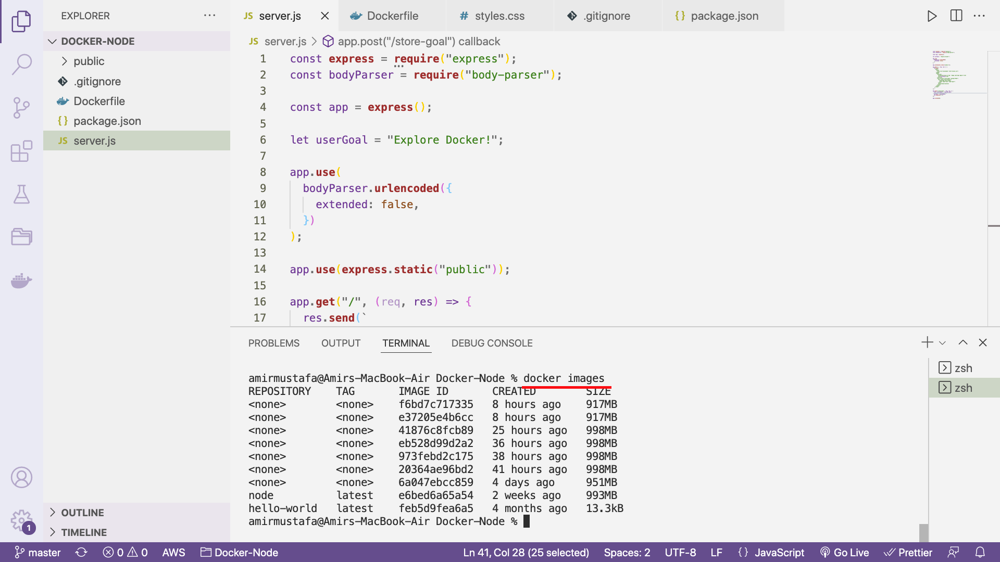 EXPLORER
DOCKER-NODE
public
.gitignore
Dockerfile
{} package.json
JS server.js
OUTLINE
TIMELINE
JS server.js
Dockerfile
# styles.css
.gitignore
{} package.json
JS server.js > app.post("/store-goal") callback
1 const express = require("express");
2 const bodyParser = require("body-parser");
3
4 const app = express();
5
6 let userGoal = "Explore Docker!";
7
8 app.use(
9 bodyParser.urlencoded({
10 extended: false,
11 })
12 );
13
14 app.use(express.static("public"));
15
16 app.get("/", (req, res) => {
17 res.send(`
PROBLEMS OUTPUT TERMINAL DEBUG CONSOLE
amirmustafa@Amirs-MacBook-Air Docker-Node % docker images
REPOSITORY TAG IMAGE ID CREATED SIZE
<none> <none> f6bd7c717335 8 hours ago 917MB
<none> <none> e37205e4b6cc 8 hours ago 917MB
<none> <none> 41876c8fcb89 25 hours ago 998MB
<none> <none> eb528d99d2a2 36 hours ago 998MB
<none> <none> 973febd2c175 38 hours ago 998MB
<none> <none> 20364ae96bd2 41 hours ago 998MB
<none> <none> 6a047ebcc859 4 days ago 951MB
node latest e6bed6a65a54 2 weeks ago 993MB
hello-world latest feb5d9fea6a5 4 months ago 13.3kB
amirmustafa@Amirs-MacBook-Air Docker-Node %
zsh
zsh
1
master 0 0 AWS Docker-Node Ln 41, Col 28 (25 selected) Spaces: 2 UTF-8 LF {} JavaScript Go Live Prettier